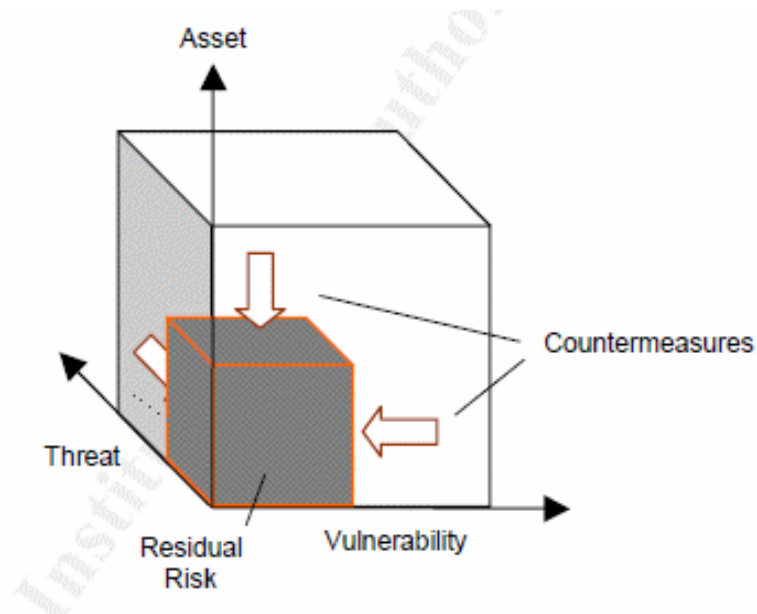 Asset
Countermeasures
Threat
Residual
Risk
Vulnerability